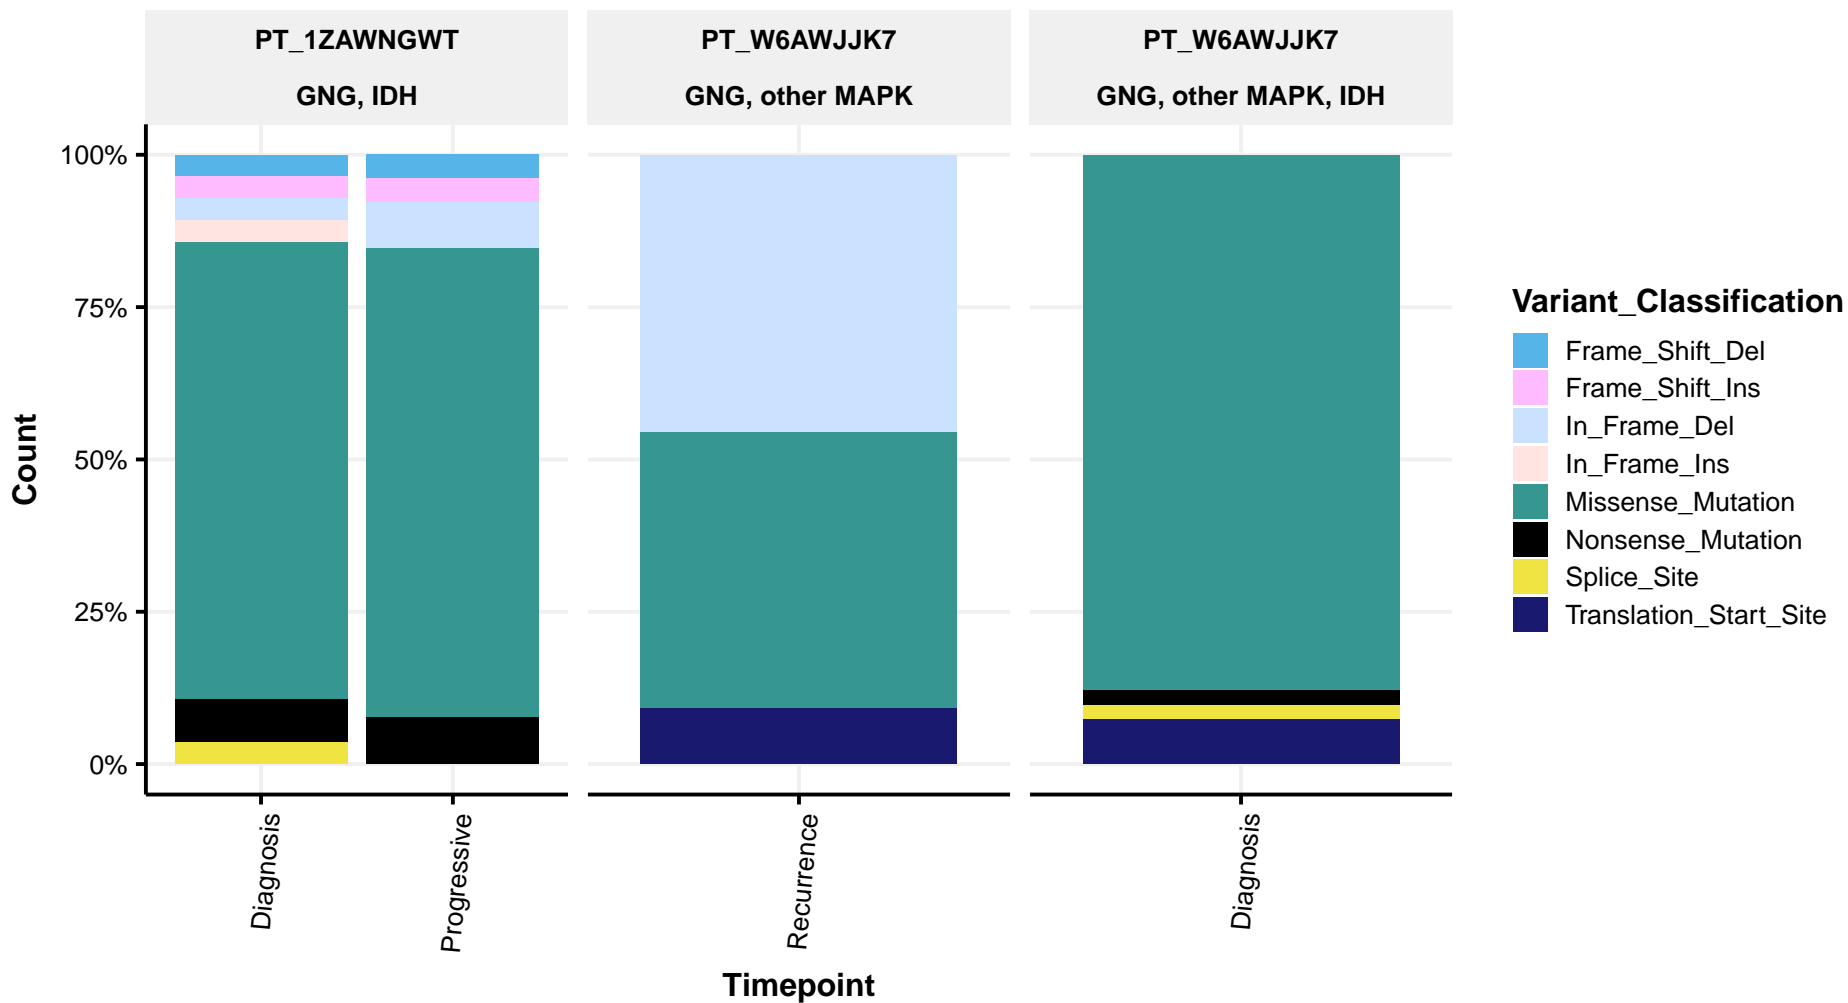 PT_1ZAWNGWT
GNG, IDH
PT_W6AWJJK7
GNG, other MAPK
PT_W6AWJJK7
GNG, other MAPK, IDH
Count
100%
75%
50%
25%
0%
Diagnosis
Progressive
Recurrence
Diagnosis
Timepoint
Variant_Classification
Frame_Shift_Del
Frame_Shift_Ins
In_Frame_Del
In_Frame_Ins
Missense_Mutation
Nonsense_Mutation
Splice_Site
Translation_Start_Site